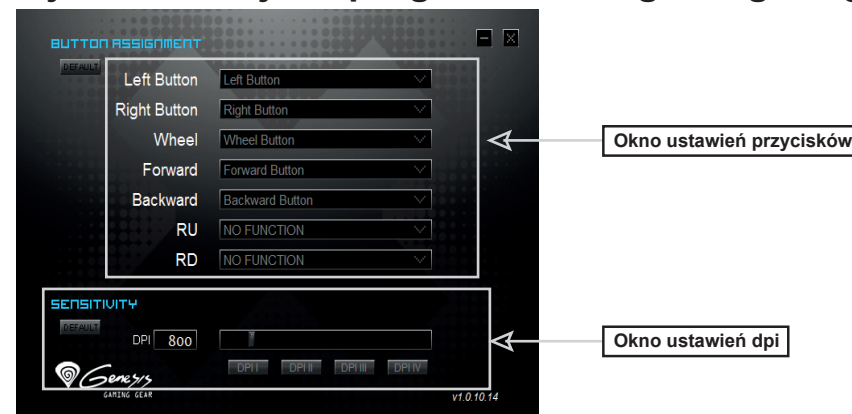 BUTTON ASSIGNMENT
DEFAULT
Left Button Left Button
Right Button Right Button
Wheel Wheel Button
Forward Forward Button
Backward Backward Button
RU NO FUNCTION
RD NO FUNCTION
Okno ustawień przycisków
SENSITIVITY
DEFAULT
DPI 800
DPI I DPI II DPI III DPI IV
Okno ustawień dpi
Genesis
GAMING GEAR
v1.0.10.14